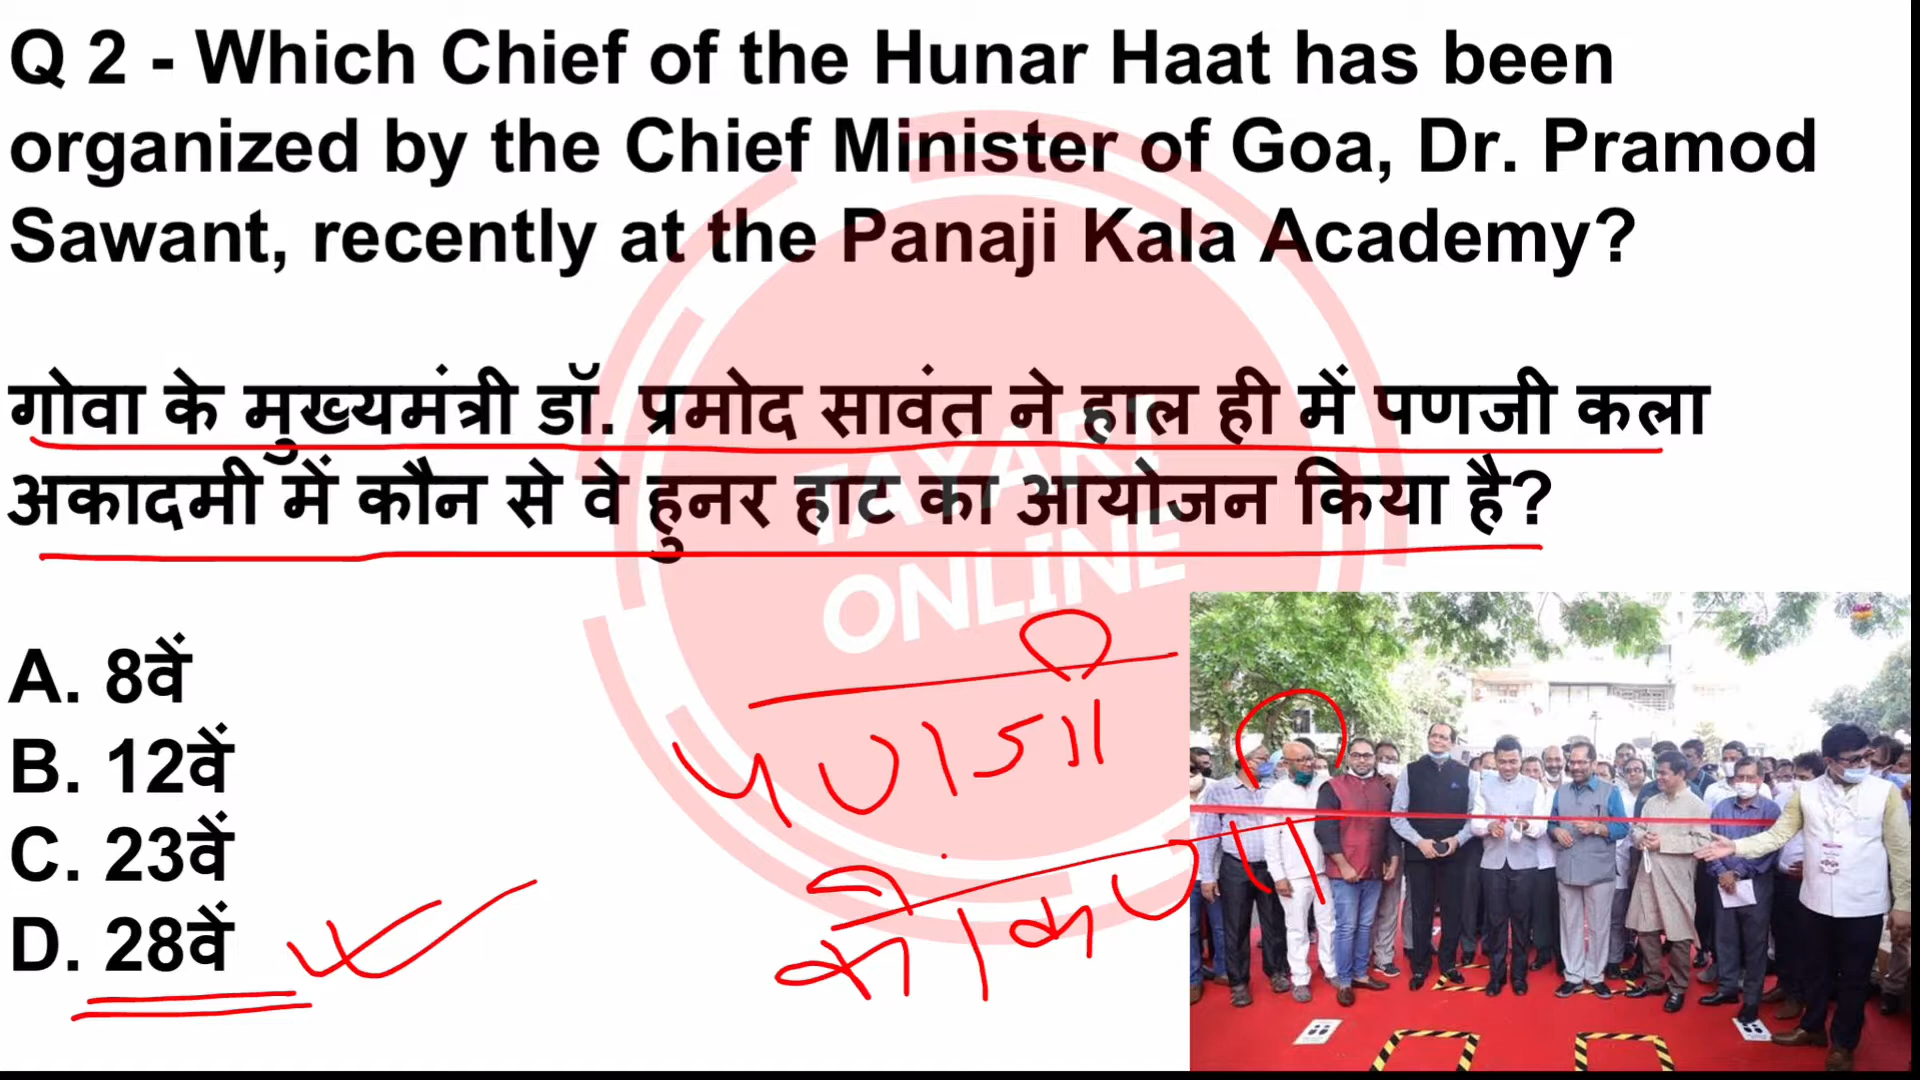 Q 2 - Which Chief of the Hunar Haat has been
organized by the Chief Minister of Goa, Dr. Pramod
Sawant, recently at the Panaji Kala Academy?
गोवा के मुख्यमंत्री डॉ. प्रमोद सावंत ने हाल ही में पणजी कला
अकादमी में कौन से वे हुनर हाट का आयोजन किया है?
TAYARI
ONLINE
A. 8वें
B. 12वें
C. 23वें
D. 28वें
पणजी
कोंकणी